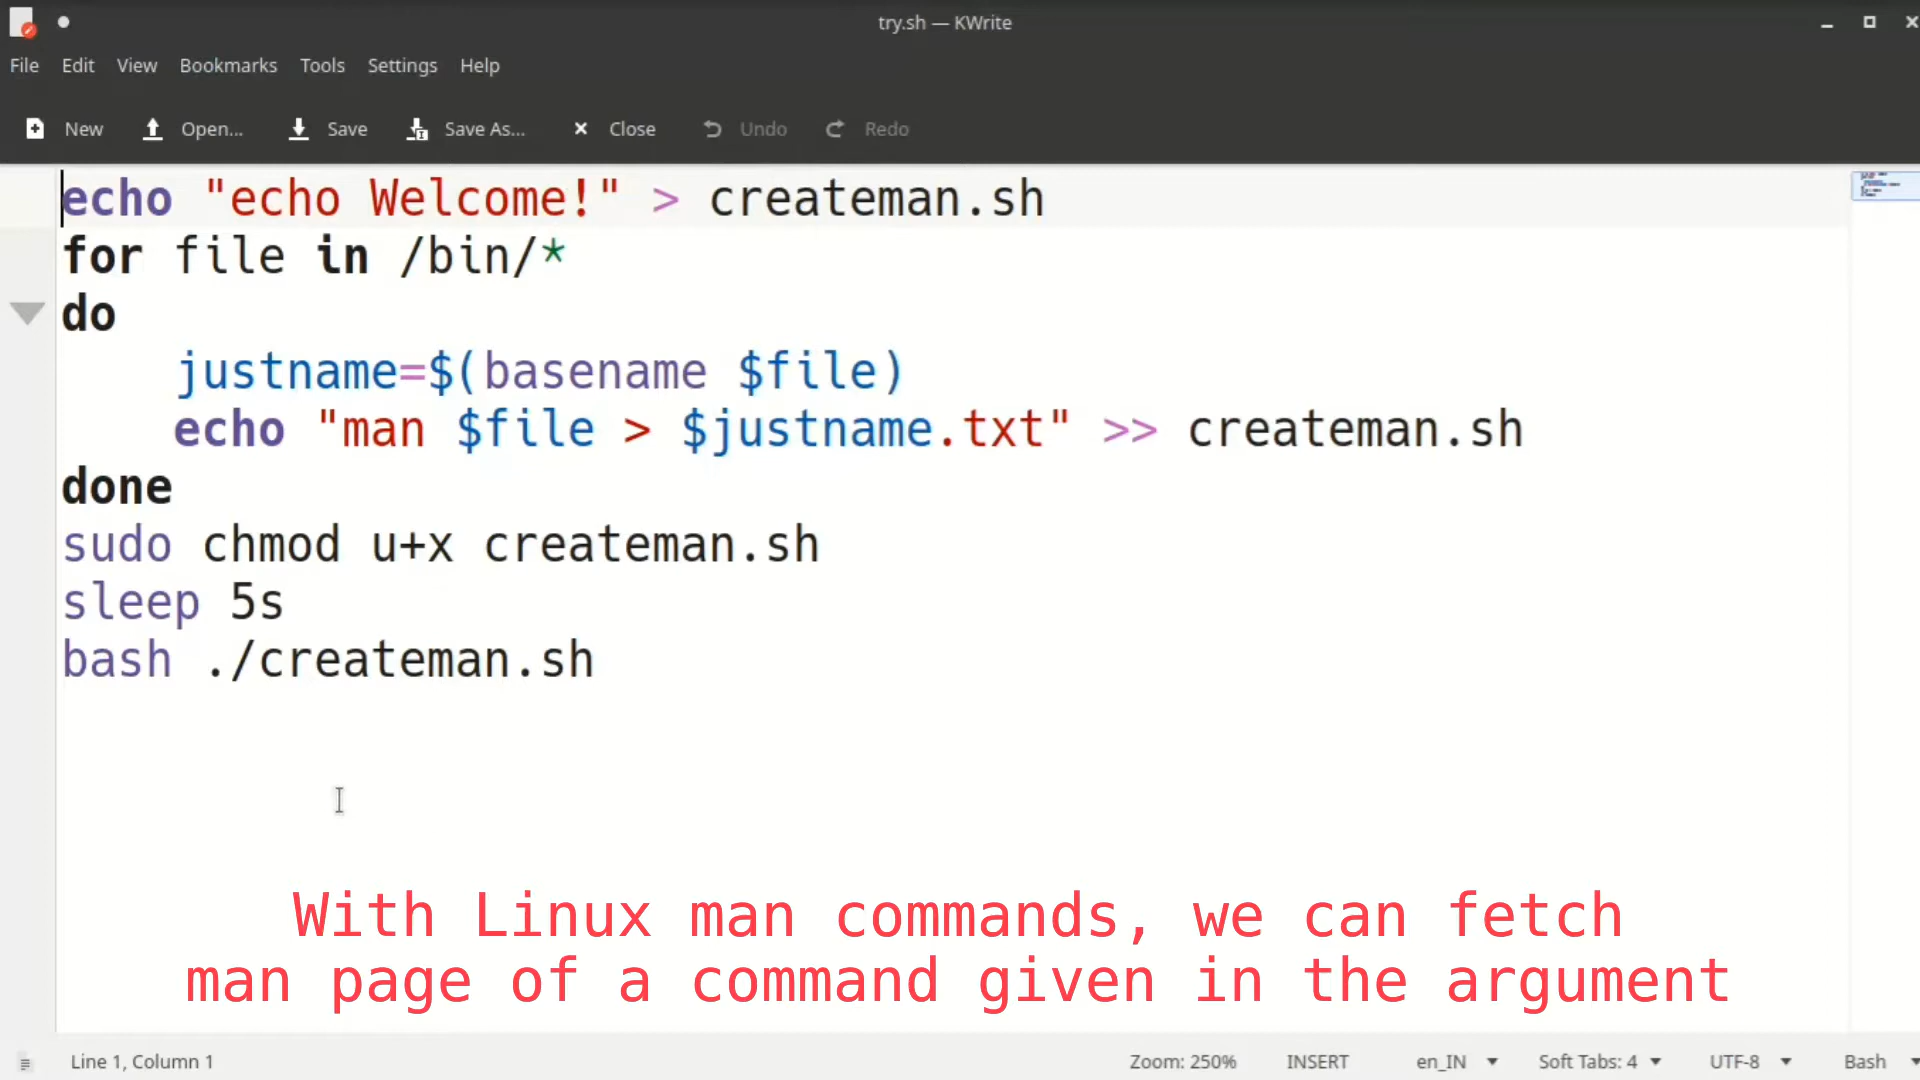 try.sh — KWrite
File Edit View Bookmarks Tools Settings Help
New Open... Save Save As... Close Undo Redo
echo "echo Welcome!" > createman.sh
for file in /bin/*
do
    justname=$(basename $file)
    echo "man $file > $justname.txt" >> createman.sh
done
sudo chmod u+x createman.sh
sleep 5s
bash ./createman.sh
With Linux man commands, we can fetch
man page of a command given in the argument
Line 1, Column 1 Zoom: 250% INSERT en_IN Soft Tabs: 4 UTF-8 Bash